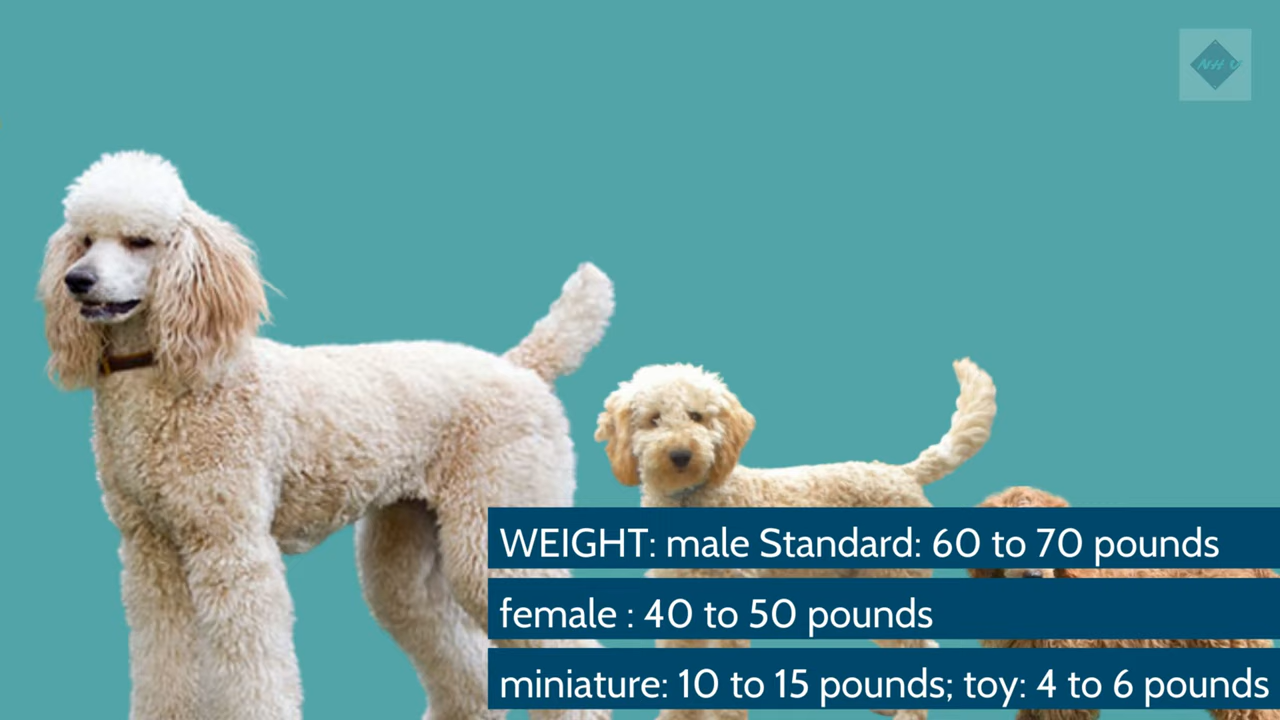 NH V
WEIGHT: male Standard: 60 to 70 pounds
female : 40 to 50 pounds
miniature: 10 to 15 pounds; toy: 4 to 6 pounds